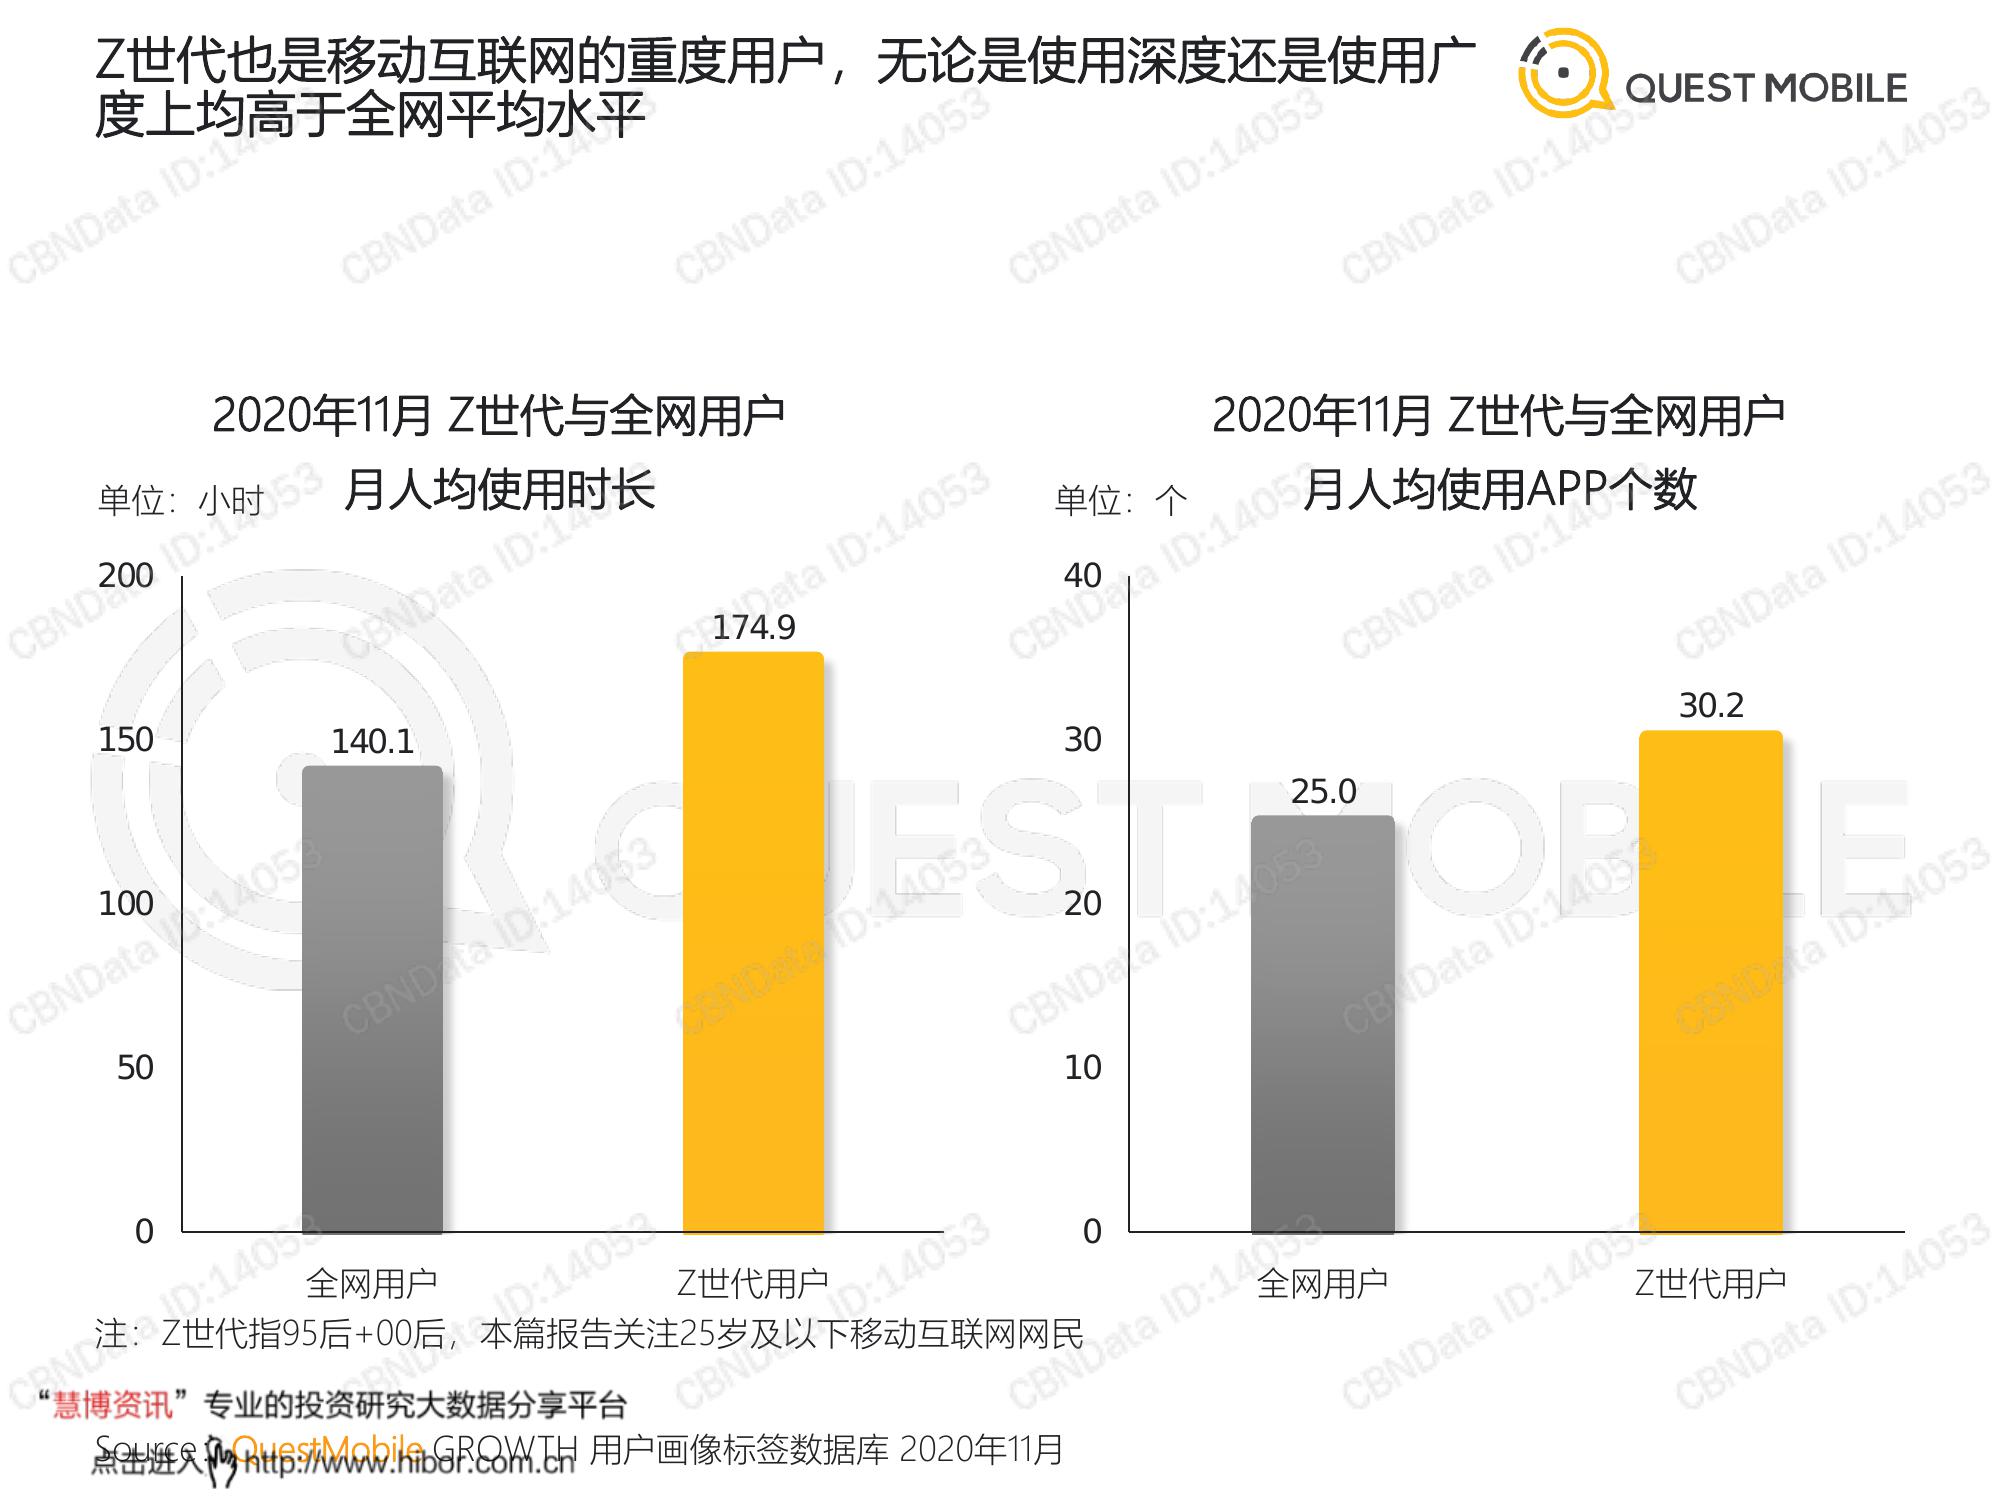 Z世代也是移动互联网的重度用户，无论是使用深度还是使用广
度上均高于全网平均水平
QUEST MOBILE
2020年11月 Z世代与全网用户
月人均使用时长
单位：小时
200
150
100
50
0
140.1
174.9
全网用户
Z世代用户
2020年11月 Z世代与全网用户
月人均使用APP个数
单位：个
40
30
20
10
0
25.0
30.2
全网用户
Z世代用户
注：Z世代指95后+00后，本篇报告关注25岁及以下移动互联网网民
“慧博资讯”专业的投资研究大数据分享平台
Source：QuestMobile GROWTH 用户画像标签数据库 2020年11月
点击进入 http://www.hibor.com.cn
QUEST MOBILE
CBNData ID:14053